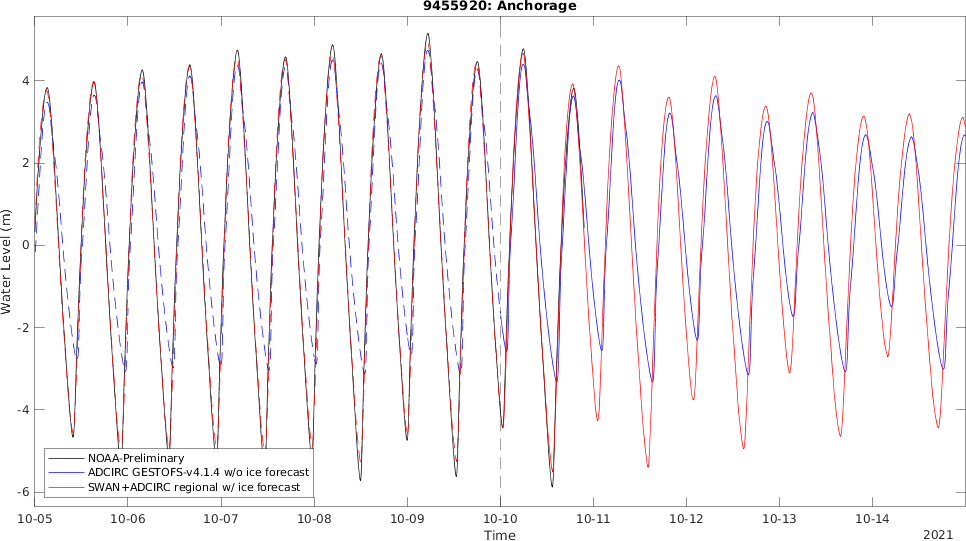 9455920: Anchorage
Water Level (m)
4
2
0
-2
-4
-6
NOAA-Preliminary
ADCIRC GESTOFS-v4.1.4 w/o ice forecast
SWAN+ADCIRC regional w/ ice forecast
10-05 10-06 10-07 10-08 10-09 10-10 10-11 10-12 10-13 10-14
Time
2021